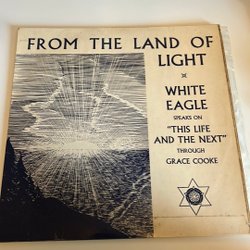 FROM THE LAND OF
LIGHT
WHITE
EAGLE
SPEAKS ON
"THIS LIFE
AND THE NEXT"
THROUGH
GRACE COOKE